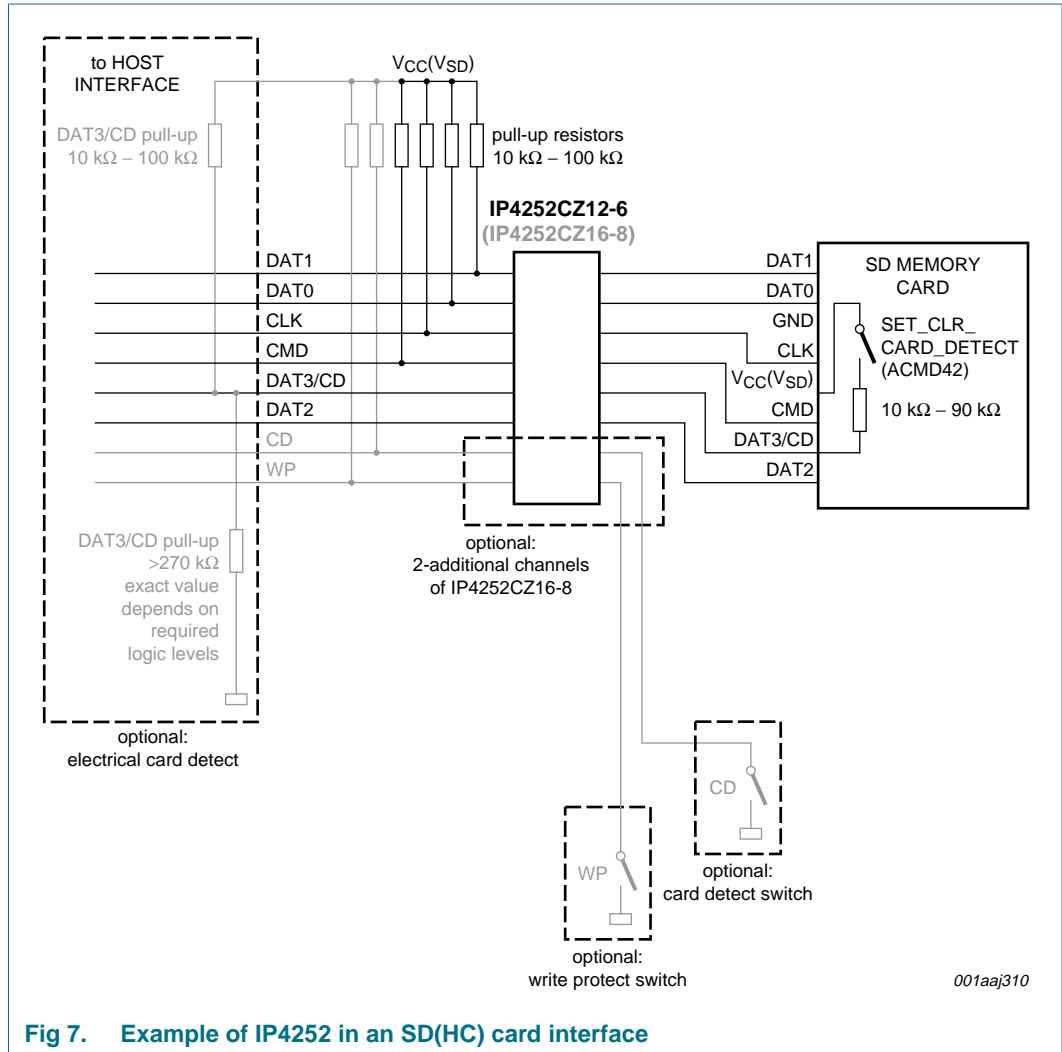 to HOST
INTERFACE
VCC(VSD)
DAT3/CD pull-up
10 kΩ – 100 kΩ
pull-up resistors
10 kΩ – 100 kΩ
IP4252CZ12-6
(IP4252CZ16-8)
DAT1
DAT0
CLK
CMD
DAT3/CD
DAT2
CD
WP
DAT1
DAT0
GND
CLK
VCC(VSD)
CMD
DAT3/CD
DAT2
SD MEMORY
CARD
SET_CLR_
CARD_DETECT
(ACMD42)
10 kΩ – 90 kΩ
DAT3/CD pull-up
>270 kΩ
exact value
depends on
required
logic levels
optional:
2-additional channels
of IP4252CZ16-8
optional:
electrical card detect
CD
optional:
card detect switch
WP
optional:
write protect switch
001aaj310
Fig 7. Example of IP4252 in an SD(HC) card interface